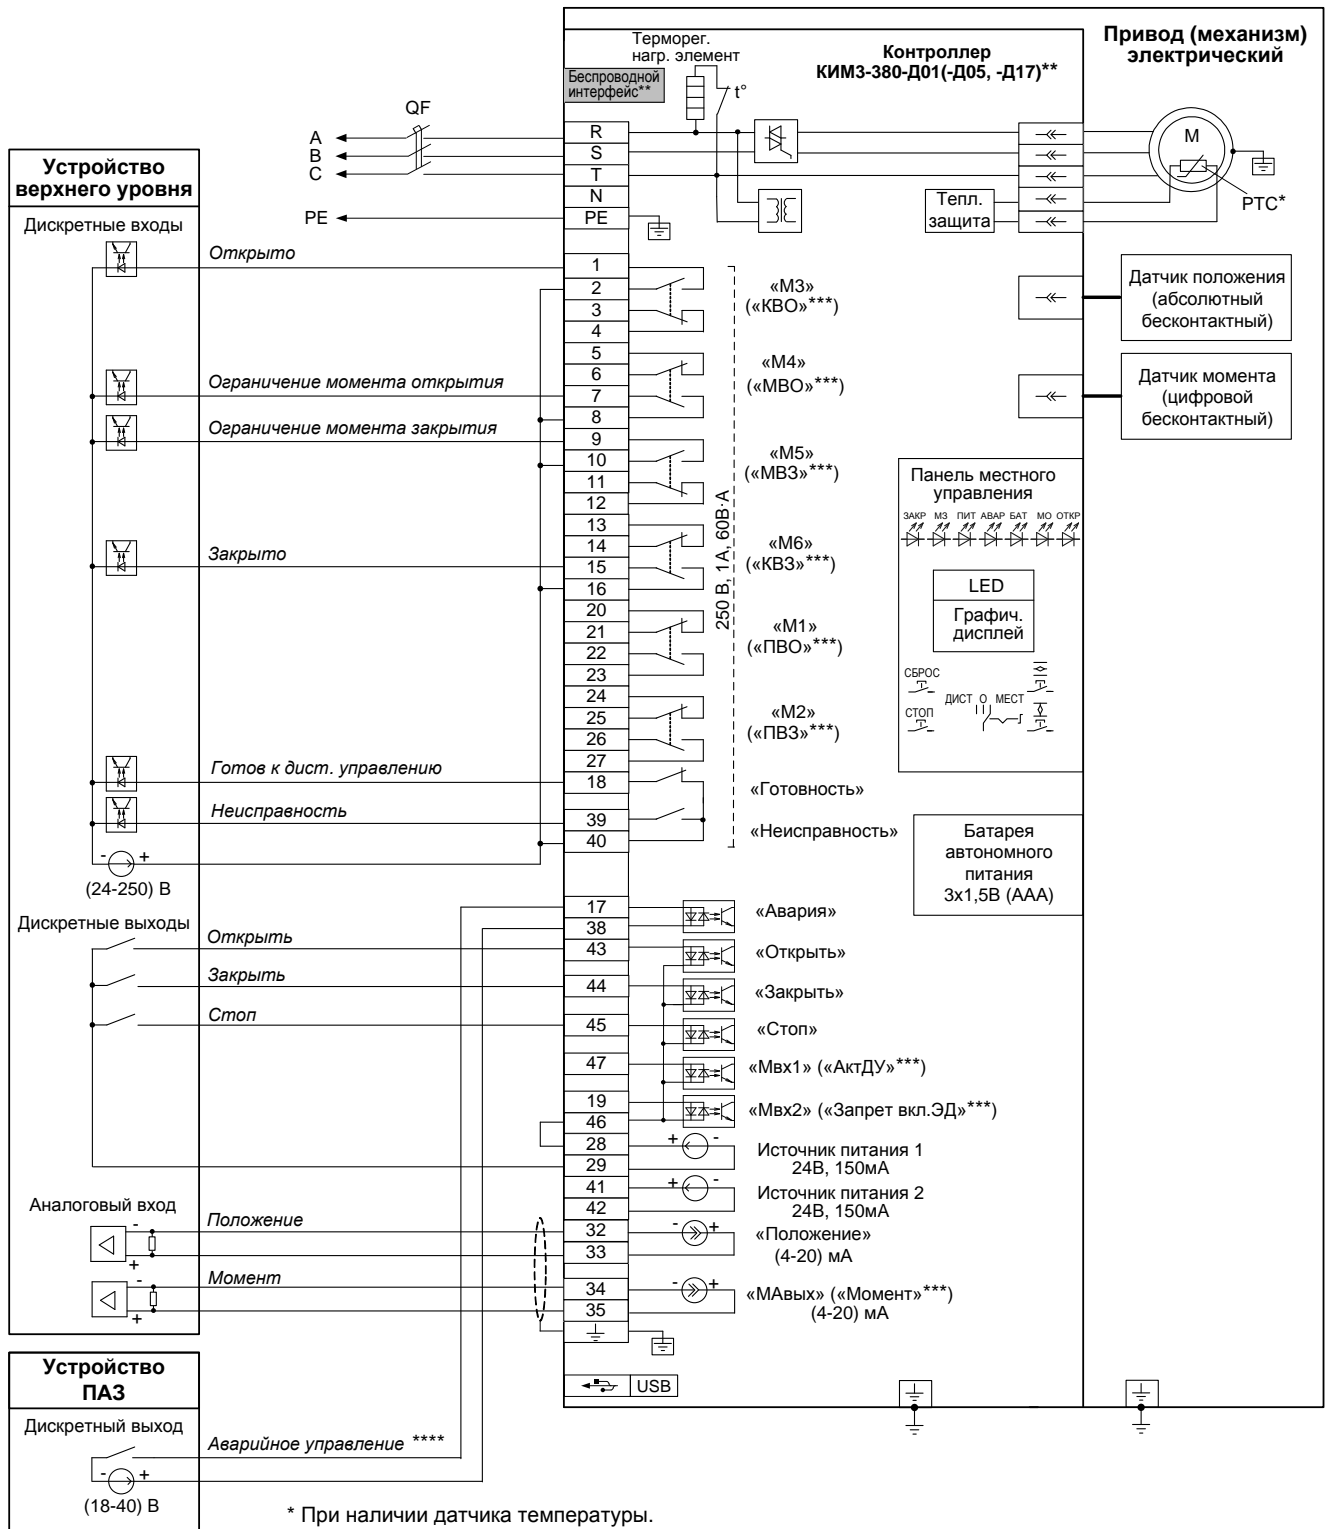 Привод (механизм)
электрический
Контроллер
КИМ3-380-Д01(-Д05, -Д17)**
Терморег.
нагр. элемент
t°
Беспроводной
интерфейс**
QF
A
B
C
PE
R
S
T
N
PE
M
PTC*
Тепл.
защита
Устройство
верхнего уровня
Дискретные входы
Открыто
Ограничение момента открытия
Ограничение момента закрытия
Закрыто
Готов к дист. управлению
Неисправность
- +
(24-250) В
1
2
3
4
5
6
7
8
9
10
11
12
13
14
15
16
20
21
22
23
24
25
26
27
18
39
40
«М3»
(«КВО»***)
«М4»
(«МВО»***)
«М5»
(«МВЗ»***)
«М6»
(«КВЗ»***)
«М1»
(«ПВО»***)
«М2»
(«ПВЗ»***)
«Готовность»
«Неисправность»
250 В, 1А, 60В·А
Датчик положения
(абсолютный
бесконтактный)
Датчик момента
(цифровой
бесконтактный)
Панель местного
управления
ЗАКР МЗ ПИТ АВАР БАТ МО ОТКР
LED
Графич.
дисплей
СБРОС
СТОП
ДИСТ О МЕСТ
Батарея
автономного
питания
3х1,5В (ААА)
Дискретные выходы
Открыть
Закрыть
Стоп
17
38
43
44
45
47
19
46
28
29
41
42
32
33
34
35
«Авария»
«Открыть»
«Закрыть»
«Стоп»
«Мвх1» («АктДУ»***)
«Мвх2» («Запрет вкл.ЭД»***)
+ -
Источник питания 1
24В, 150мА
+ -
Источник питания 2
24В, 150мА
- +
«Положение»
(4-20) мА
- +
«МАвых» («Момент»***)
(4-20) мА
Аналоговый вход
Положение
-
+
Момент
-
+
USB
Устройство
ПАЗ
Дискретный выход
Аварийное управление ****
- +
(18-40) В
* При наличии датчика температуры.